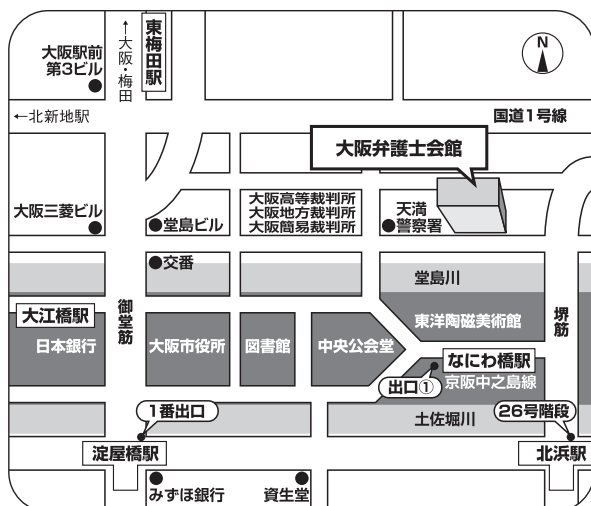 大阪駅前
第3ビル
↑大阪・梅田
東梅田駅
N
←北新地駅
国道1号線
大阪弁護士会館
大阪三菱ビル
堂島ビル
大阪高等裁判所
大阪地方裁判所
大阪簡易裁判所
天満
警察署
交番
堂島川
大江橋駅
御堂筋
東洋陶磁美術館
堺筋
日本銀行
大阪市役所
図書館
中央公会堂
なにわ橋駅
出口①
京阪中之島線
1番出口
土佐堀川
26号階段
淀屋橋駅
北浜駅
みずほ銀行
資生堂